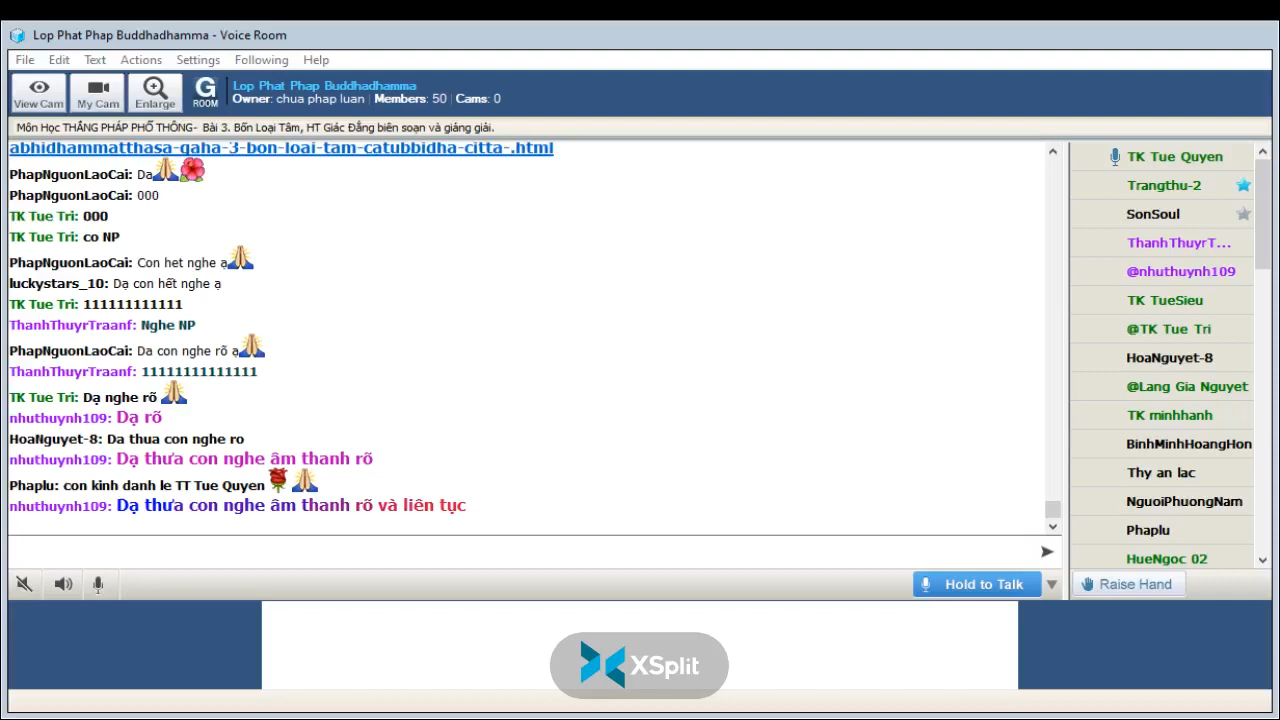 Lop Phat Phap Buddhadhamma - Voice Room
File Edit Text Actions Settings Following Help
View Cam My Cam Enlarge G ROOM
Lop Phat Phap Buddhadhamma
Owner: chua phap luan | Members: 50 | Cams: 0
Môn Học THẮNG PHÁP PHỔ THÔNG- Bài 3. Bốn Loại Tâm, HT Giác Đẳng biên soạn và giảng giải.
abhidhammatthasa-gaha-3-bon-loai-tam-catubbidha-citta-.html
PhapNguonLaoCai: Da
PhapNguonLaoCai: 000
TK Tue Tri: 000
TK Tue Tri: co NP
PhapNguonLaoCai: Con het nghe ạ
luckystars_10: Dạ con hết nghe ạ
TK Tue Tri: 111111111111
ThanhThuyrTraanf: Nghe NP
PhapNguonLaoCai: Da con nghe rõ ạ
ThanhThuyrTraanf: 11111111111111
TK Tue Tri: Dạ nghe rõ
nhuthuynh109: Dạ rõ
HoaNguyet-8: Da thua con nghe ro
nhuthuynh109: Dạ thưa con nghe âm thanh rõ
Phaplu: con kinh danh le TT Tue Quyen
nhuthuynh109: Dạ thưa con nghe âm thanh rõ và liên tục
TK Tue Quyen
Trangthu-2
SonSoul
ThanhThuyrT...
@nhuthuynh109
TK TueSieu
@TK Tue Tri
HoaNguyet-8
@Lang Gia Nguyet
TK minhhanh
BinhMinhHoangHon
Thy an lac
NguoiPhuongNam
Phaplu
HueNgoc 02
Hold to Talk
Raise Hand
XSplit